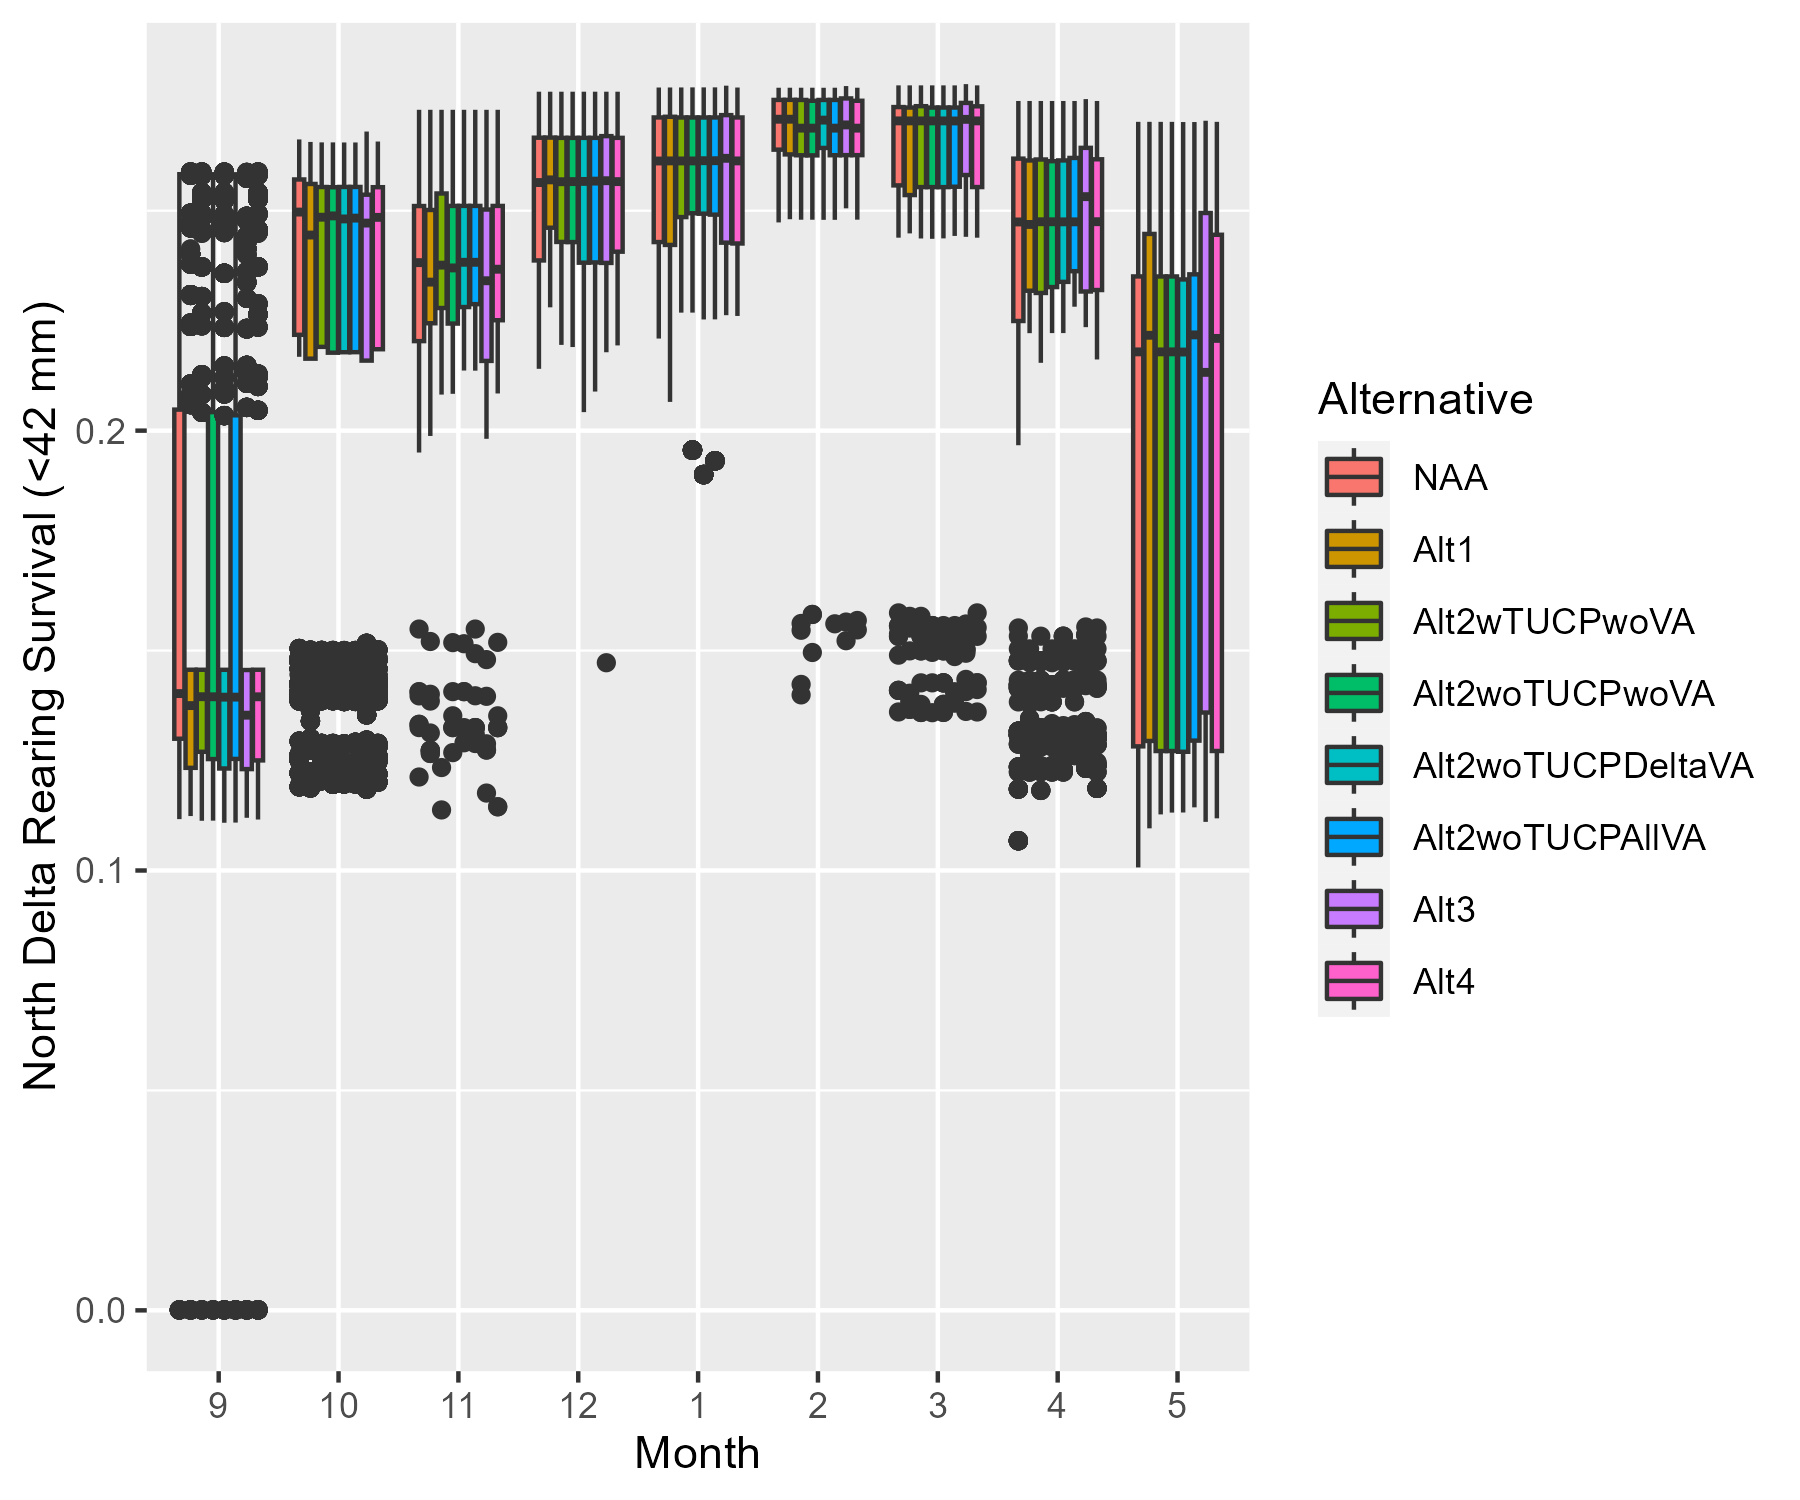 North Delta Rearing Survival (<42 mm)
0.2
0.1
0.0
9 10 11 12 1 2 3 4 5
Month
Alternative
NAA
Alt1
Alt2wTUCPwoVA
Alt2woTUCPwoVA
Alt2woTUCPDeltaVA
Alt2woTUCPAllVA
Alt3
Alt4